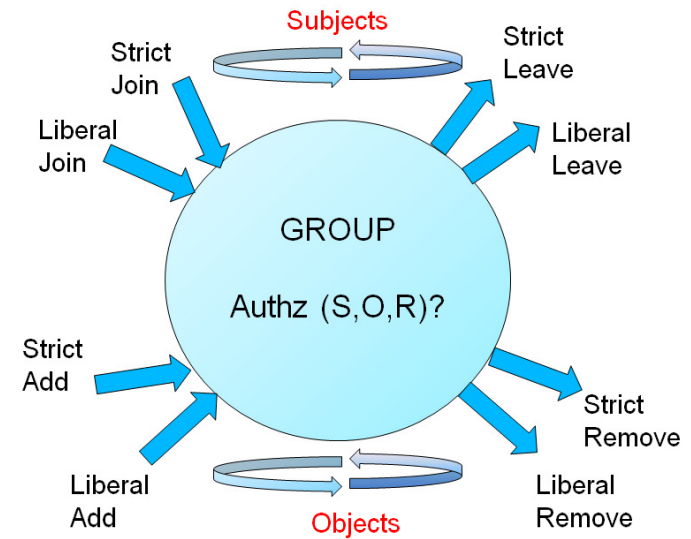 Subjects
Strict
Join
Strict
Leave
Liberal
Join
Liberal
Leave
GROUP
Authz (S,O,R)?
Strict
Add
Strict
Remove
Liberal
Add
Liberal
Remove
Objects